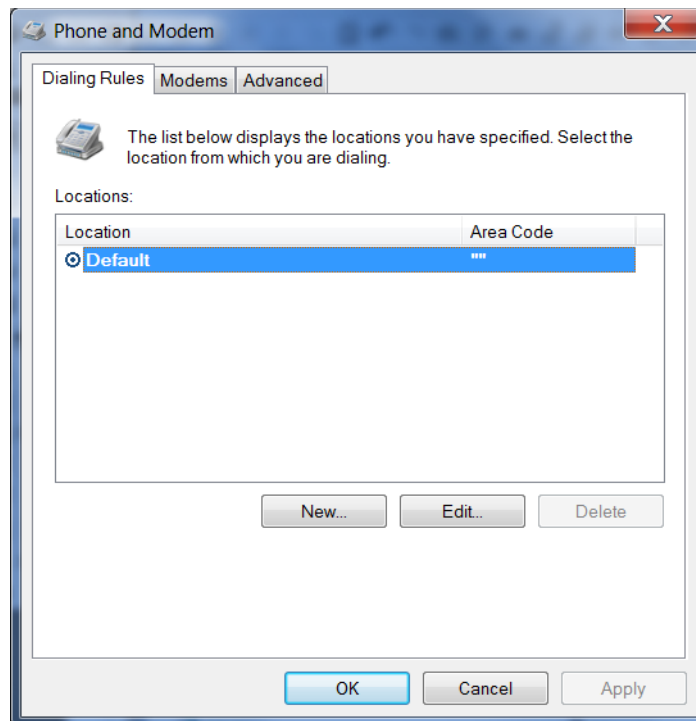 Phone and Modem
X
Dialing Rules Modems Advanced
The list below displays the locations you have specified. Select the
location from which you are dialing.
Locations:
Location Area Code
Default ""
New... Edit... Delete
OK Cancel Apply